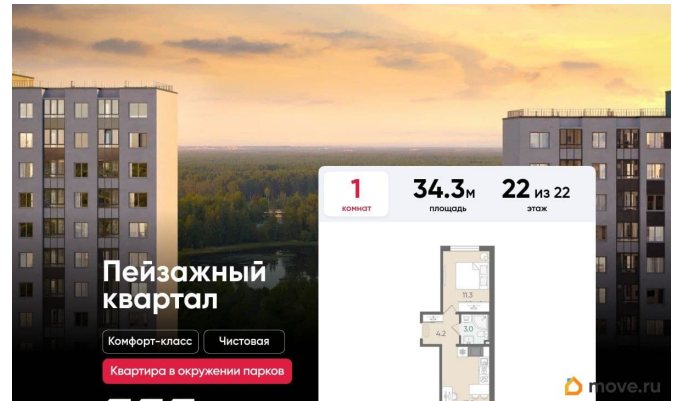 1
комнат
34.3м
площадь
22 из 22
этаж
Пейзажный
квартал
11.3
4.2
3.0
Комфорт-класс
Чистовая
Квартира в окружении парков
move.ru